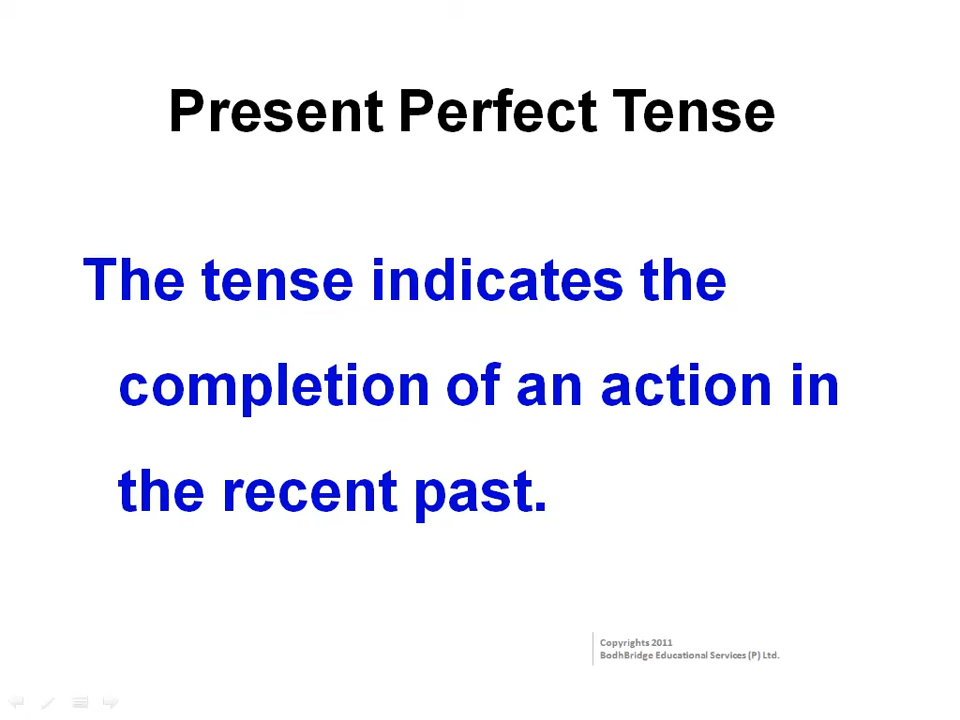 Present Perfect Tense
The tense indicates the
completion of an action in
the recent past.
Copyrights 2011
BodhBridge Educational Services (P) Ltd.